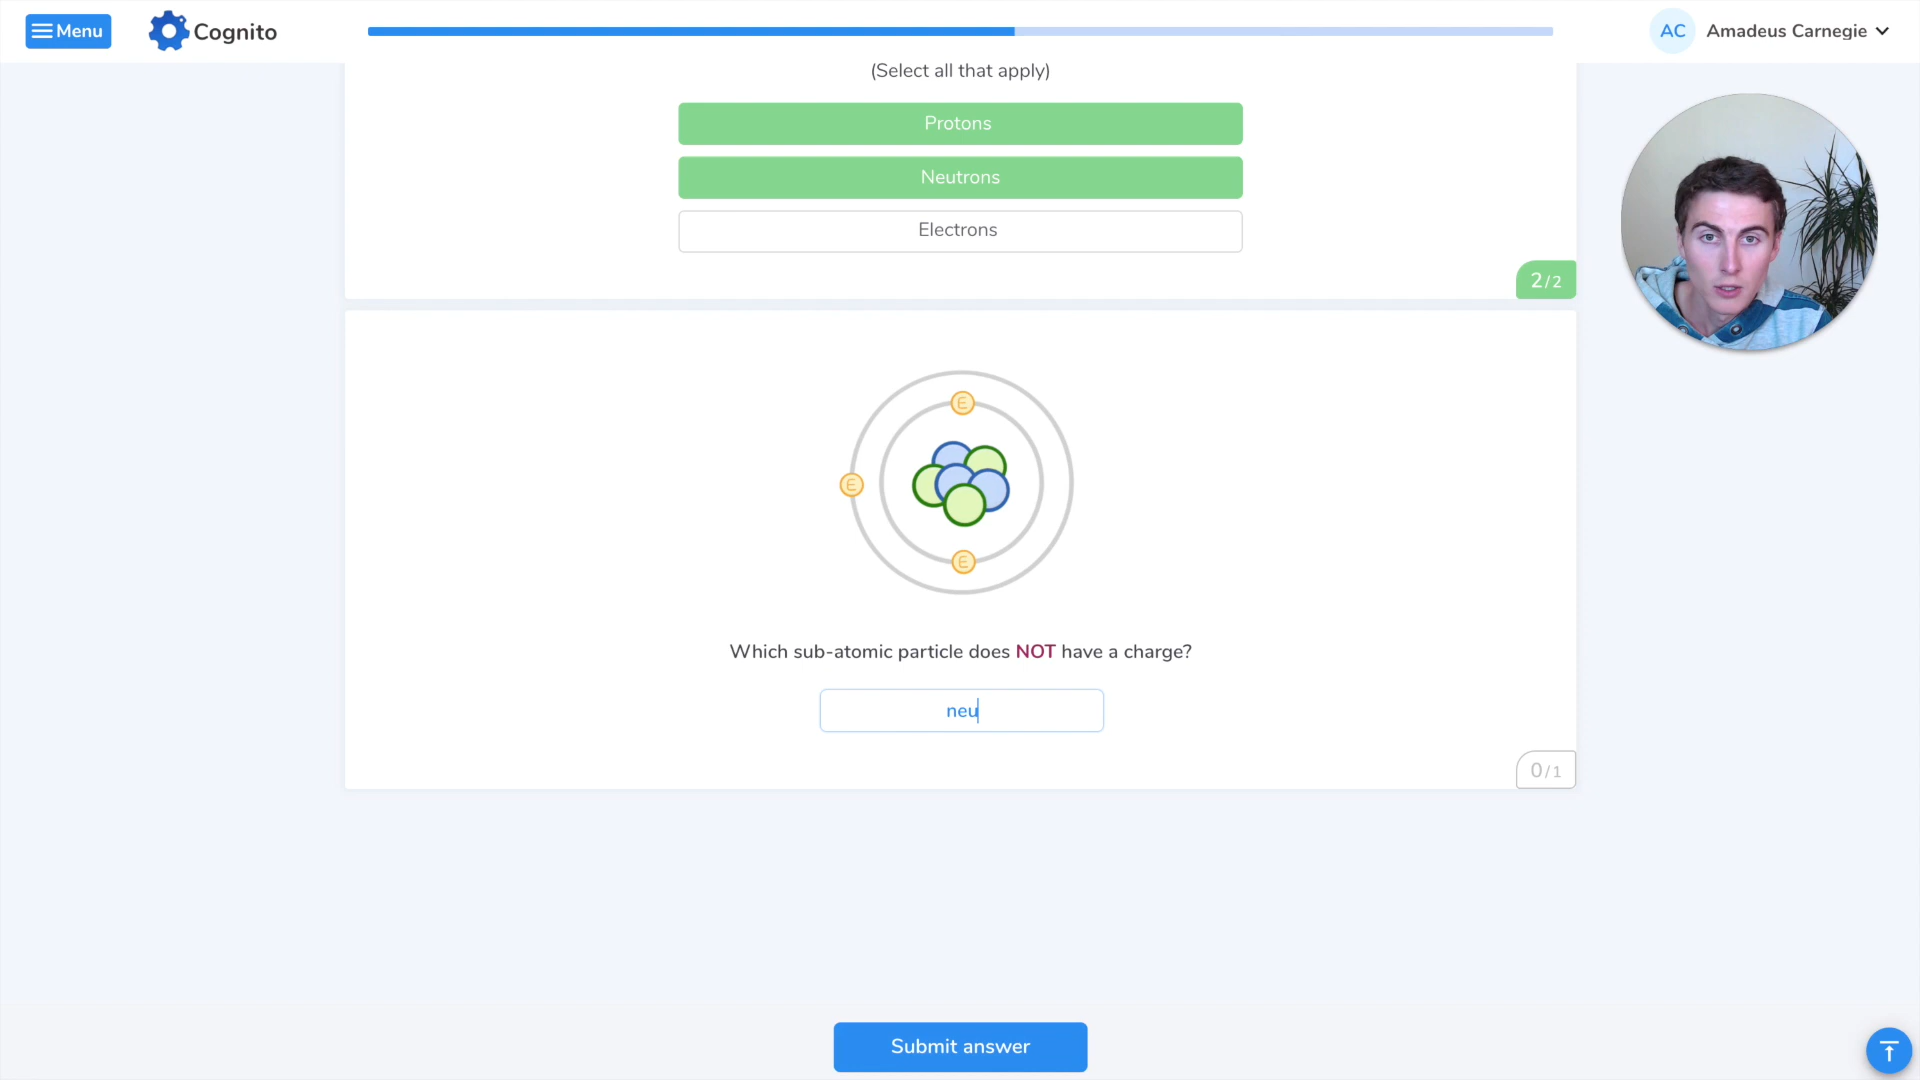 Menu
Cognito
AC Amadeus Carnegie
(Select all that apply)
Protons
Neutrons
Electrons
2/2
E
E
E
Which sub-atomic particle does NOT have a charge?
neu
0/1
Submit answer